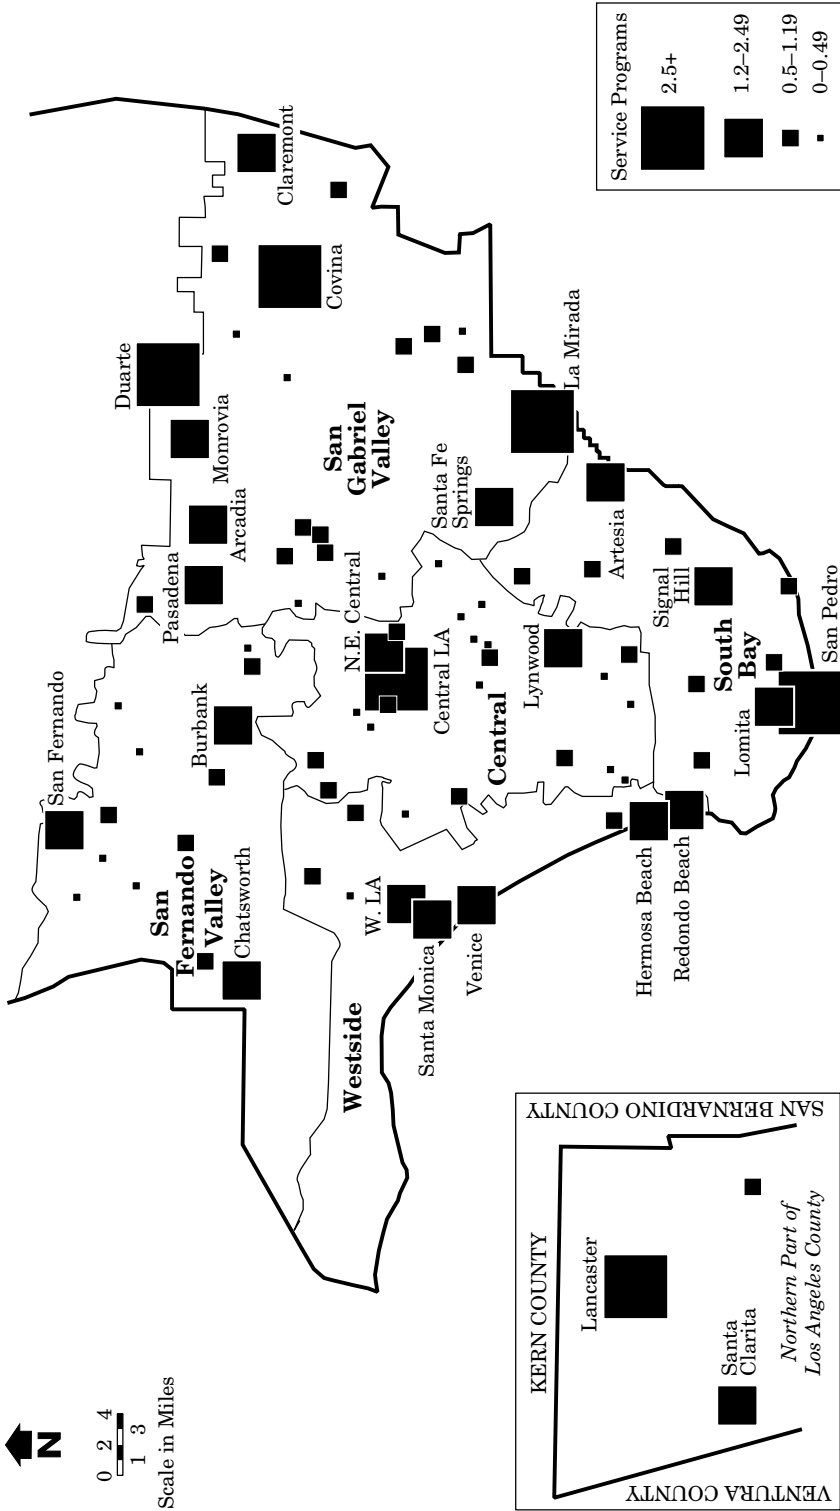 N
0 2 4
1 3
Scale in Miles
San Fernando
Burbank
San
Fernando
Valley
Chatsworth
Westside
W. LA
Santa Monica
Venice
Hermosa Beach
Redondo Beach
Pasadena
Arcadia
Monrovia
Duarte
Claremont
Covina
San
Gabriel
Valley
N.E. Central
Central LA
Central
Lynwood
Santa Fe
Springs
La Mirada
Artesia
Signal
Hill
South
Bay
Lomita
San Pedro
KERN COUNTY
VENTURA COUNTY
SAN BERNARDINO COUNTY
Lancaster
Santa
Clarita
Northern Part of
Los Angeles County
Service Programs
2.5+
1.2–2.49
0.5–1.19
0–0.49